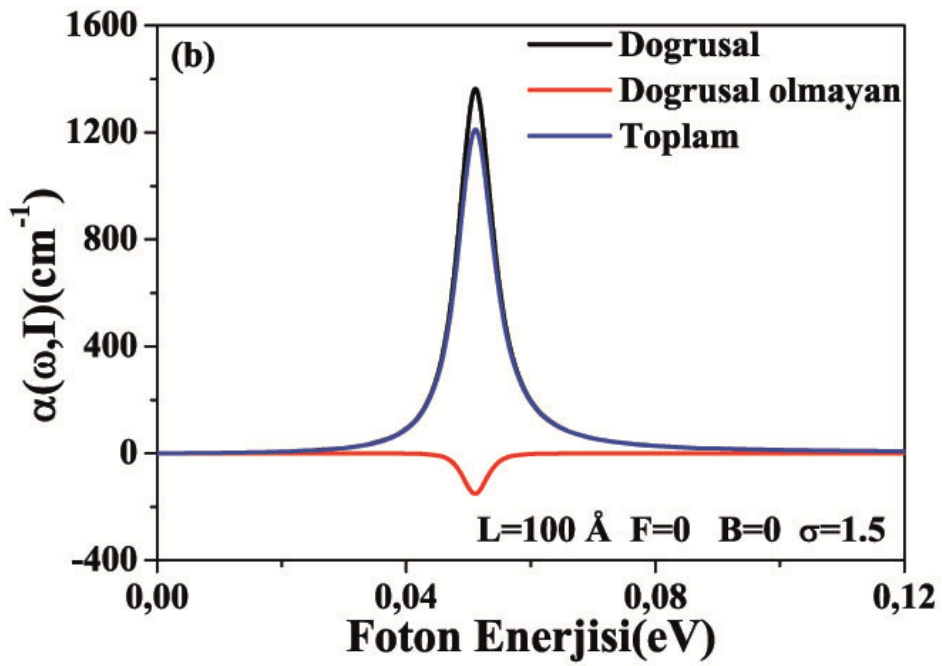 (b)
Dogrusal
Dogrusal olmayan
Toplam
1600
1200
800
400
0
-400
α(ω,I)(cm⁻¹)
L=100 Å F=0 B=0 σ=1.5
0,00 0,04 0,08 0,12
Foton Enerjisi(eV)